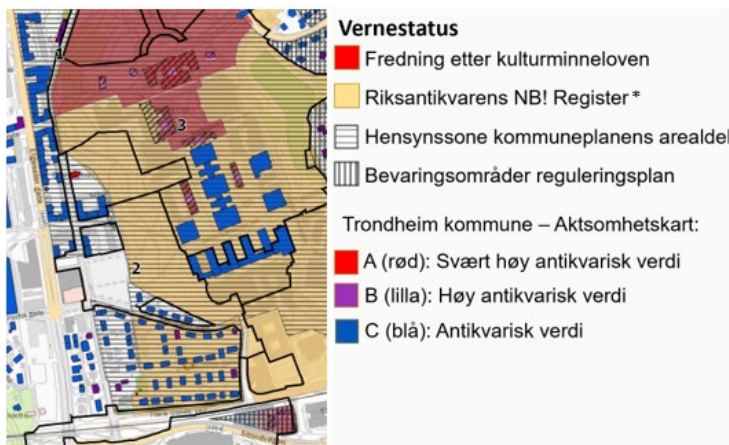 Vernestatus
Fredning etter kulturminneloven
Riksantikvarens NB! Register *
Hensynssone kommuneplanens arealdel
Bevaringsområder reguleringsplan
Trondheim kommune – Aktsomhetskart:
A (rød): Svært høy antikvarisk verdi
B (lilla): Høy antikvarisk verdi
C (blå): Antikvarisk verdi
1
3
2